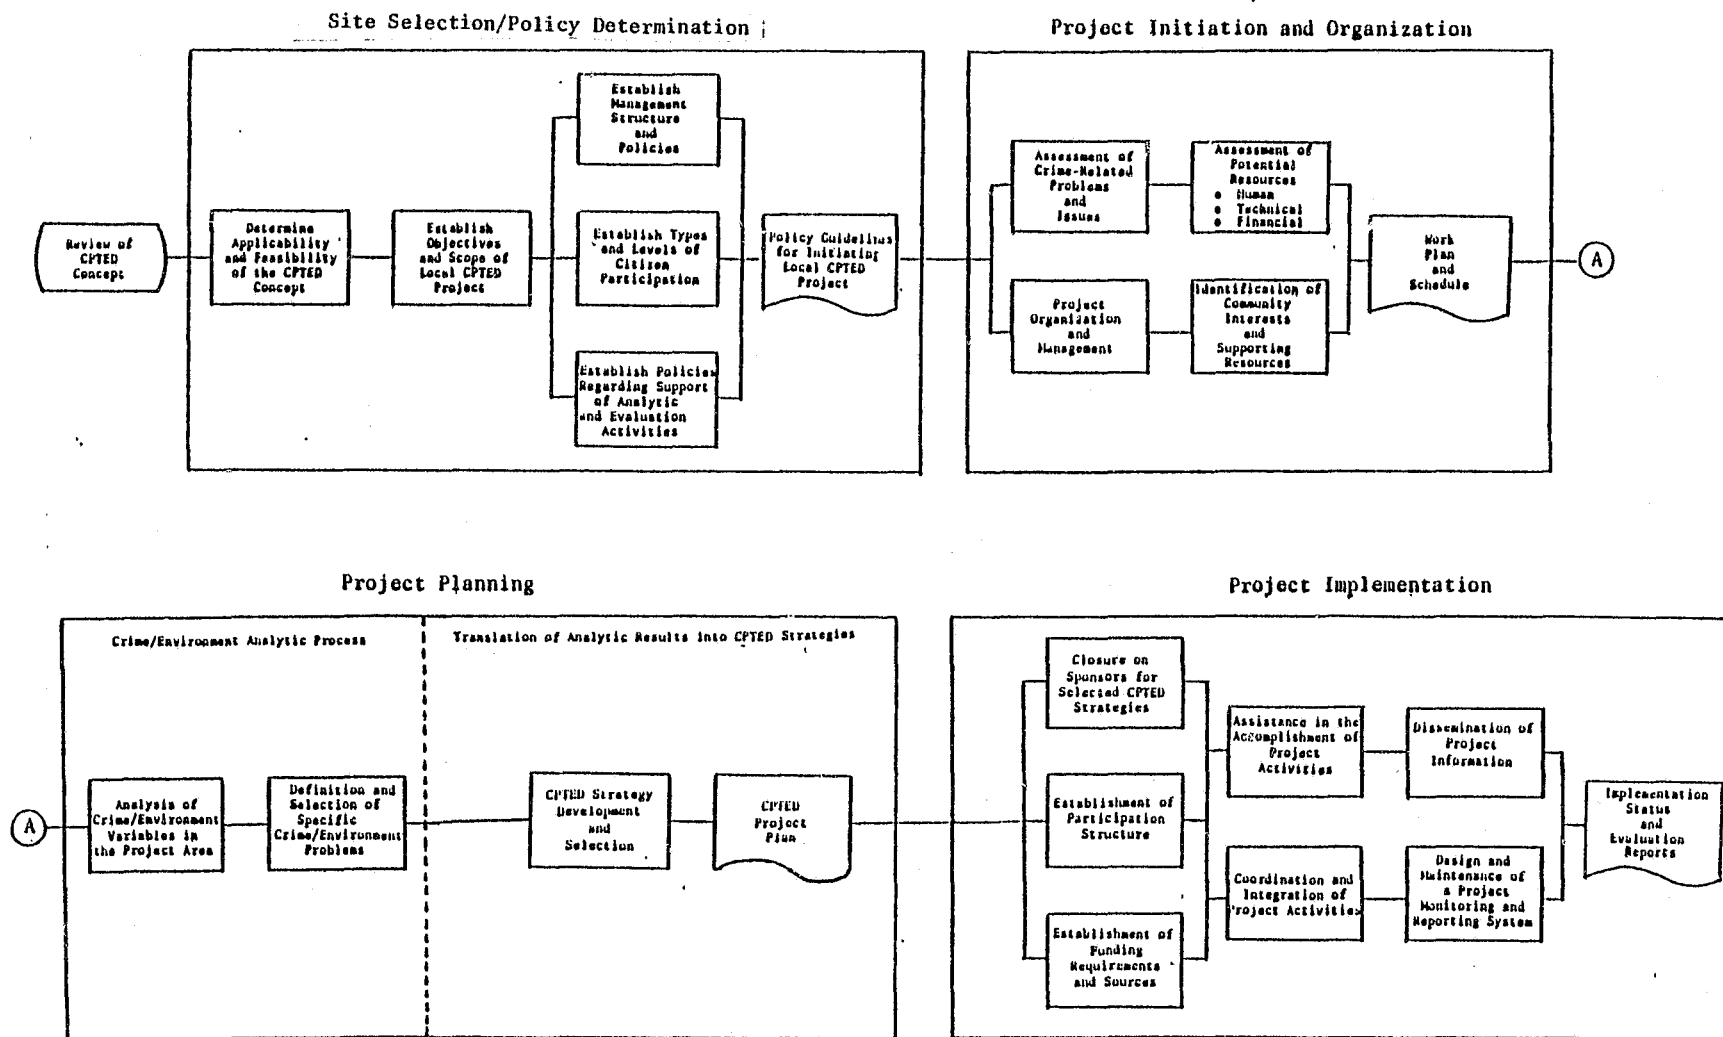 Site Selection/Policy Determination
Project Initiation and Organization
Review of
CPTED
Concept
Determine
Applicability
and Feasibility
of the CPTED
Concept
Establish
Objectives
and Scope of
Local CPTED
Project
Establish
Management
Structure
and
Policies
Establish Types
and Levels of
Citizen
Participation
Establish Policies
Regarding Support
of Analytic
and Evaluation
Activities
Policy Guidelines
for Initiating
Local CPTED
Project
Assessment of
Crime-Related
Problems
and
Issues
Assessment of
Potential
Resources
● Human
● Technical
● Financial
Project
Organization
and
Management
Identification of
Community
Interests
and
Supporting
Resources
Work
Plan
and
Schedule
A
Project Planning
Project Implementation
Crime/Environment Analytic Process
Translation of Analytic Results into CPTED Strategies
A
Analysis of
Crime/Environment
Variables in
the Project Area
Definition and
Selection of
Specific
Crime/Environment
Problems
CPTED Strategy
Development
and
Selection
CPTED
Project
Plan
Closure on
Sponsors for
Selected CPTED
Strategies
Establishment of
Participation
Structure
Establishment of
Funding
Requirements
and Sources
Assistance in the
Accomplishment of
Project
Activities
Dissemination of
Project
Information
Coordination and
Integration of
Project Activities
Design and
Maintenance of
a Project
Monitoring and
Reporting System
Implementation
Status
and
Evaluation
Reports